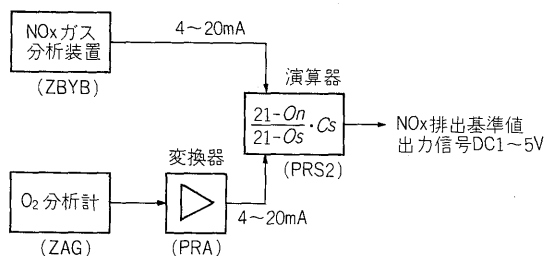 NOxガス
分析装置
(ZBYB)
4～20mA
演算器
21-On
21-Os
・Cs
(PRS2)
NOx排出基準値
出力信号DC1～5V
変換器
O₂分析計
(ZAG)
(PRA)
4～20mA